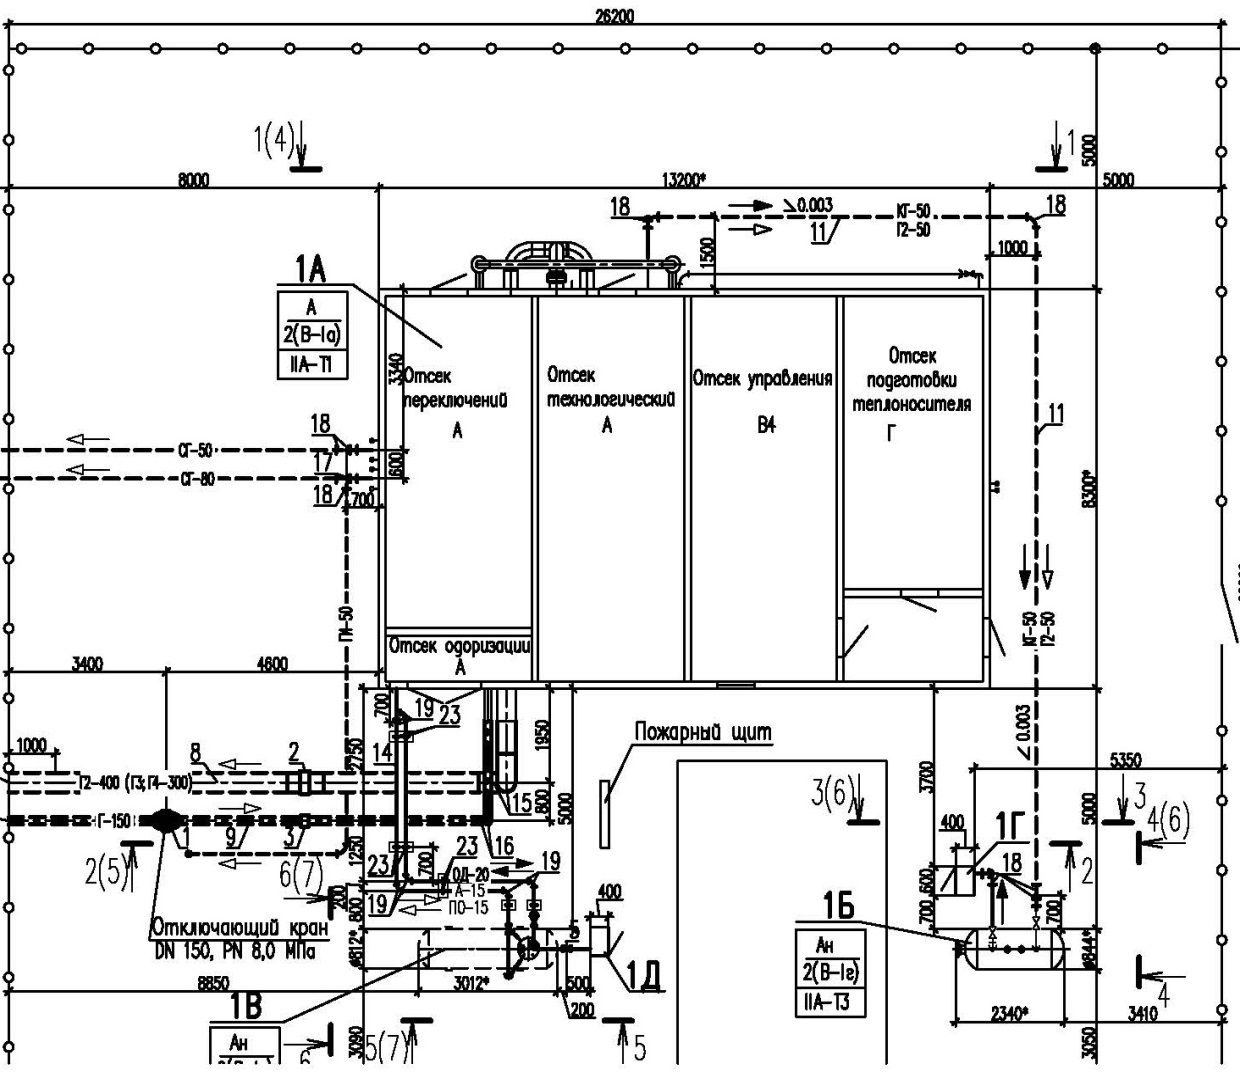 26200
1(4)
1
5000
8000
13200*
5000
18
0.003
КГ-50
Г2-50
11
18
1500
1000
1А
А
2(В-Iа)
IIА-Т1
3340
Отсек
переключений
А
Отсек
технологический
А
Отсек управления
В4
Отсек
подготовки
теплоносителя
Г
11
18
СГ-50
17
600
СГ-80
18
700
8300*
ГИ-50
КГ-50
Г2-50
Отсек одоризации
А
3400
4600
700
19
23
1950
0.003
1000
8
2
2750
14
Пожарный щит
Г2-400 (Г3; Г4-300)
15
800
5000
3700
5350
3(6)
5000
3
Г-150
1
9
3
16
4(6)
2(5)
6(7)
1250
23
700
23
ОД-20
А-15
ПО-15
19
19
400
1Г
18
2
600
200
800
400
700
700
Отключающий кран
DN 150, PN 8,0 МПа
1Б
Ан
2(В-Iг)
IIА-Т3
812*
844*
8850
3012*
500
1Д
200
1В
Ан
6
3090
5(7)
5
2340*
3410
4
3050